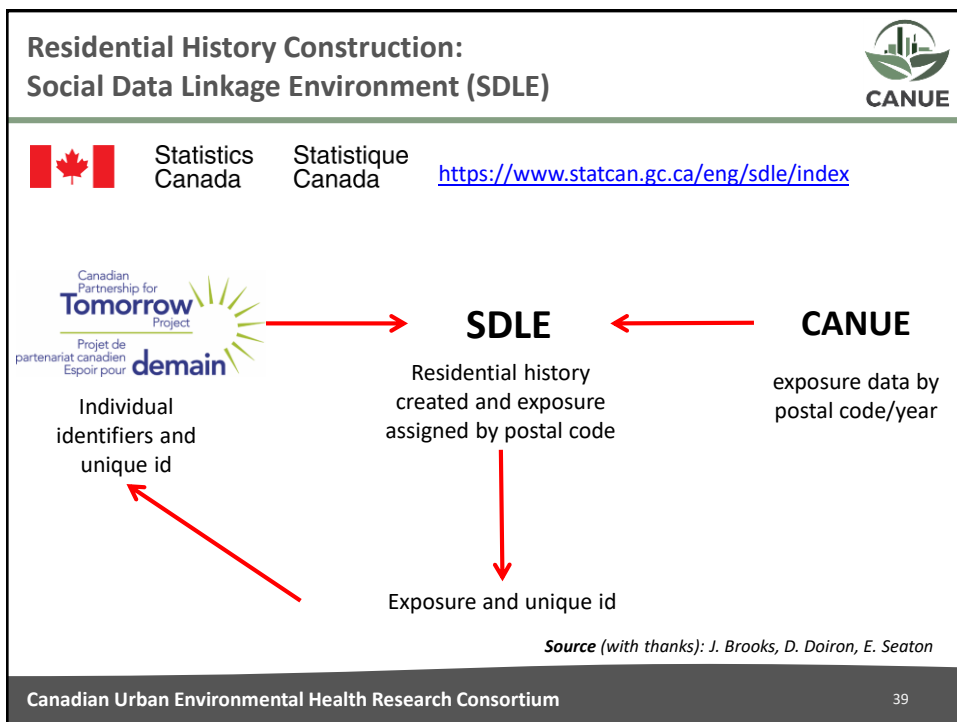 Residential History Construction:
Social Data Linkage Environment (SDLE)
CANUE
Statistics
Canada
Statistique
Canada
https://www.statcan.gc.ca/eng/sdle/index
Canadian
Partnership for
Tomorrow
Project
Projet de
partenariat canadien
Espoir pour demain
Individual
identifiers and
unique id
SDLE
Residential history
created and exposure
assigned by postal code
CANUE
exposure data by
postal code/year
Exposure and unique id
Source (with thanks): J. Brooks, D. Doiron, E. Seaton
Canadian Urban Environmental Health Research Consortium
39